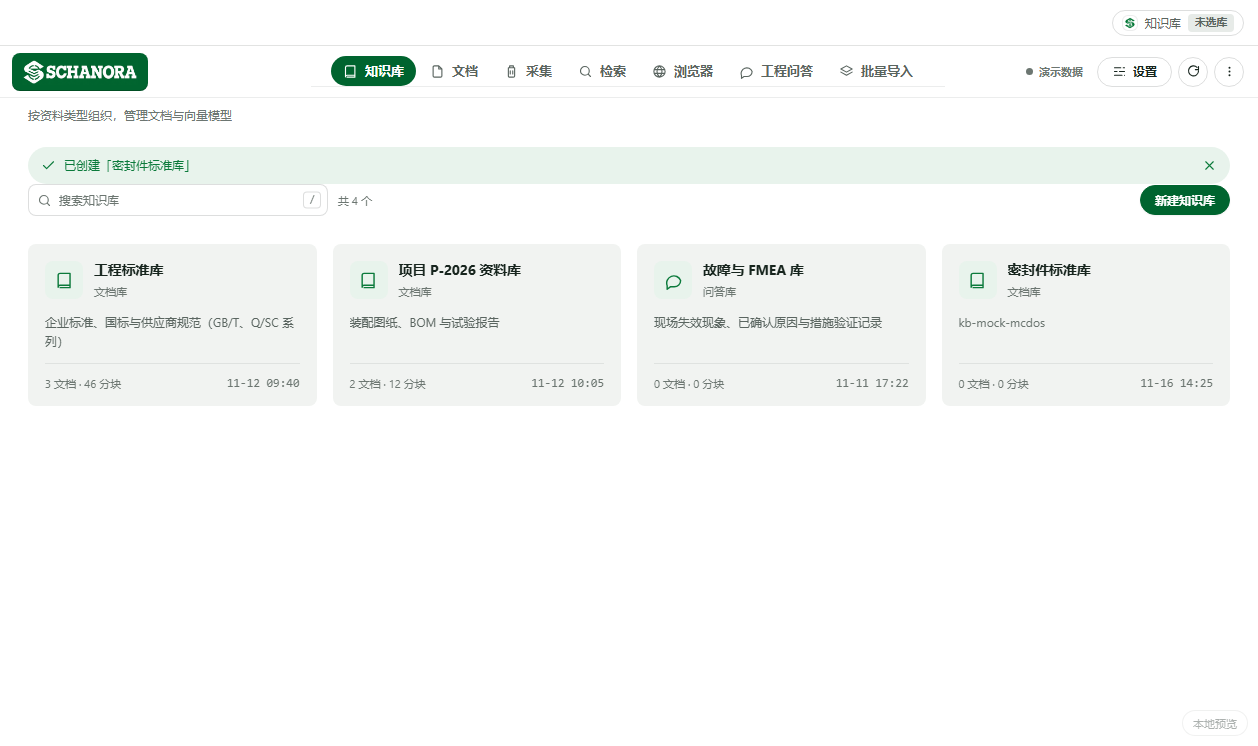 知识库 未选库
SCHANORA
知识库 文档 采集 检索 浏览器 工程问答 批量导入
演示数据 设置
按资料类型组织，管理文档与向量模型
已创建「密封件标准库」
搜索知识库 /
共 4 个
新建知识库
工程标准库
文档库
企业标准、国标与供应商规范（GB/T、Q/SC 系
列）
3 文档 · 46 分块 11-12 09:40
项目 P-2026 资料库
文档库
装配图纸、BOM 与试验报告
2 文档 · 12 分块 11-12 10:05
故障与 FMEA 库
问答库
现场失效现象、已确认原因与措施验证记录
0 文档 · 0 分块 11-11 17:22
密封件标准库
文档库
kb-mock-mcdos
0 文档 · 0 分块 11-16 14:25
本地预览